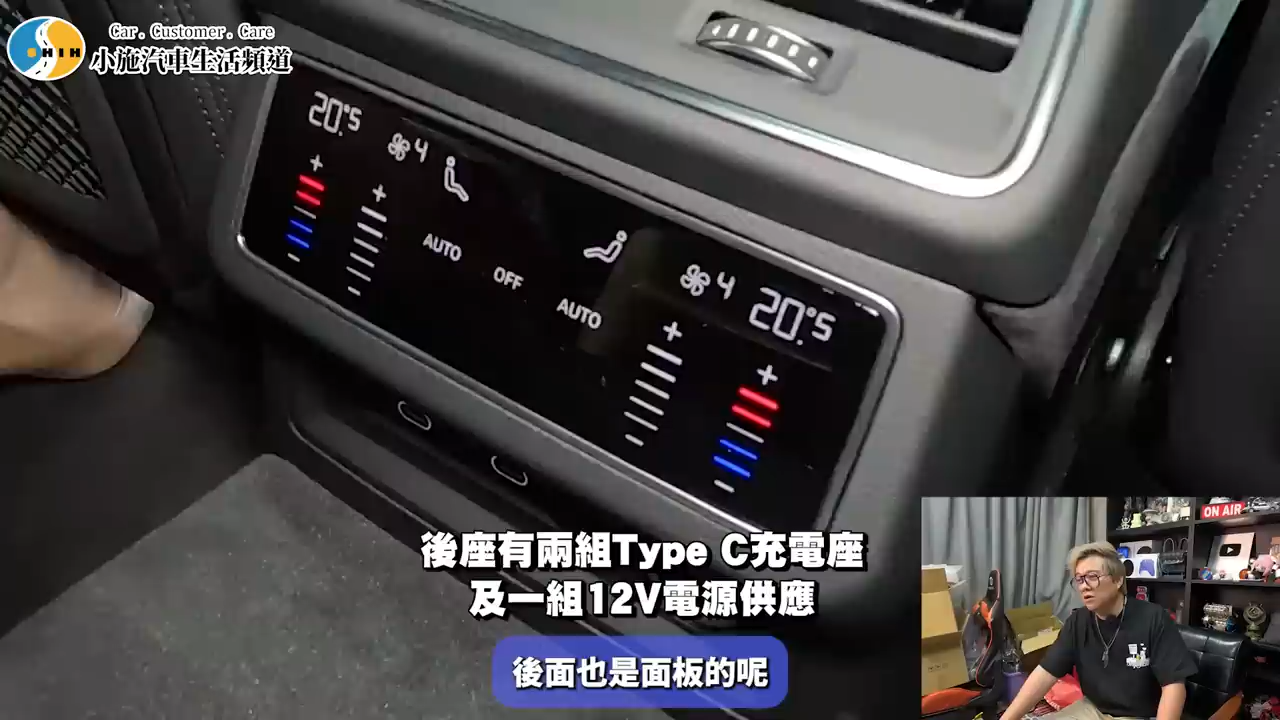 Car. Customer. Care
SHIH
小施汽車生活頻道
20.°5
4
+
+
AUTO
OFF
AUTO
4
20.°5
+
+
ON AIR
後座有兩組Type C充電座
及一組12V電源供應
後面也是面板的呢